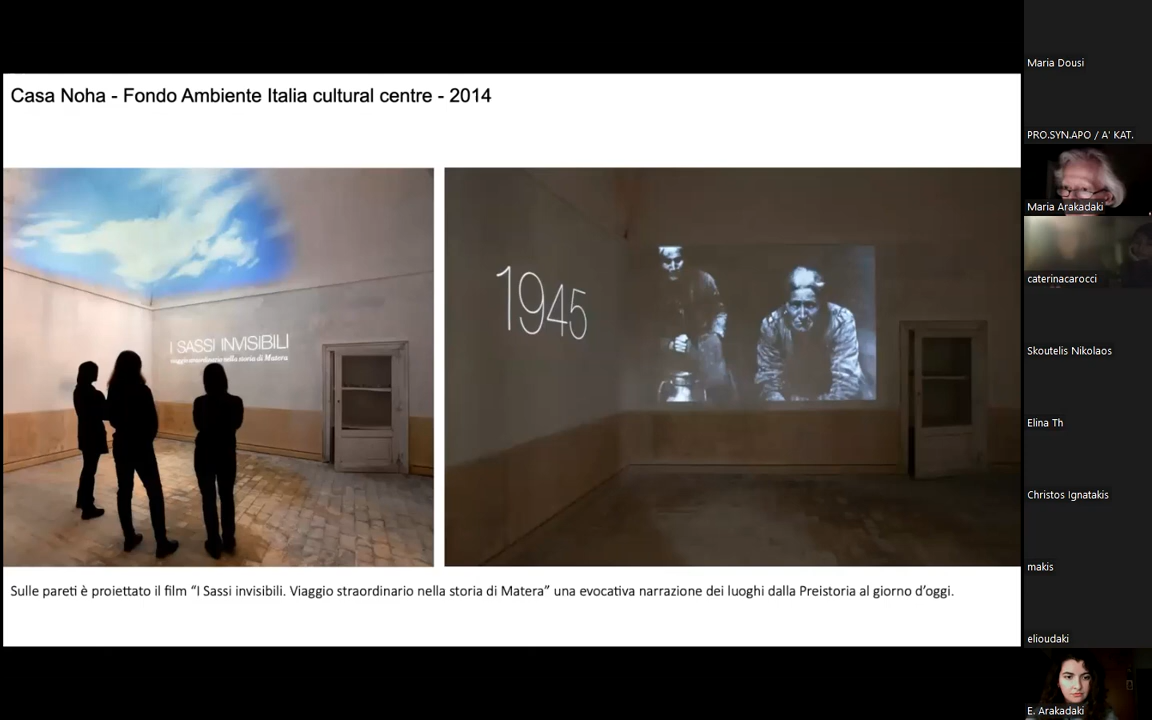 Casa Noha - Fondo Ambiente Italia cultural centre - 2014
I SASSI INVISIBILI
viaggio straordinario nella storia di Matera
1945
Sulle pareti è proiettato il film “I Sassi invisibili. Viaggio straordinario nella storia di Matera” una evocativa narrazione dei luoghi dalla Preistoria al giorno d’oggi.
Maria Dousi
PRO.SYN.APO / A' KAT.
Maria Arakadaki
caterinacarocci
Skoutelis Nikolaos
Elina Th
Christos Ignatakis
makis
elioudaki
E. Arakadaki